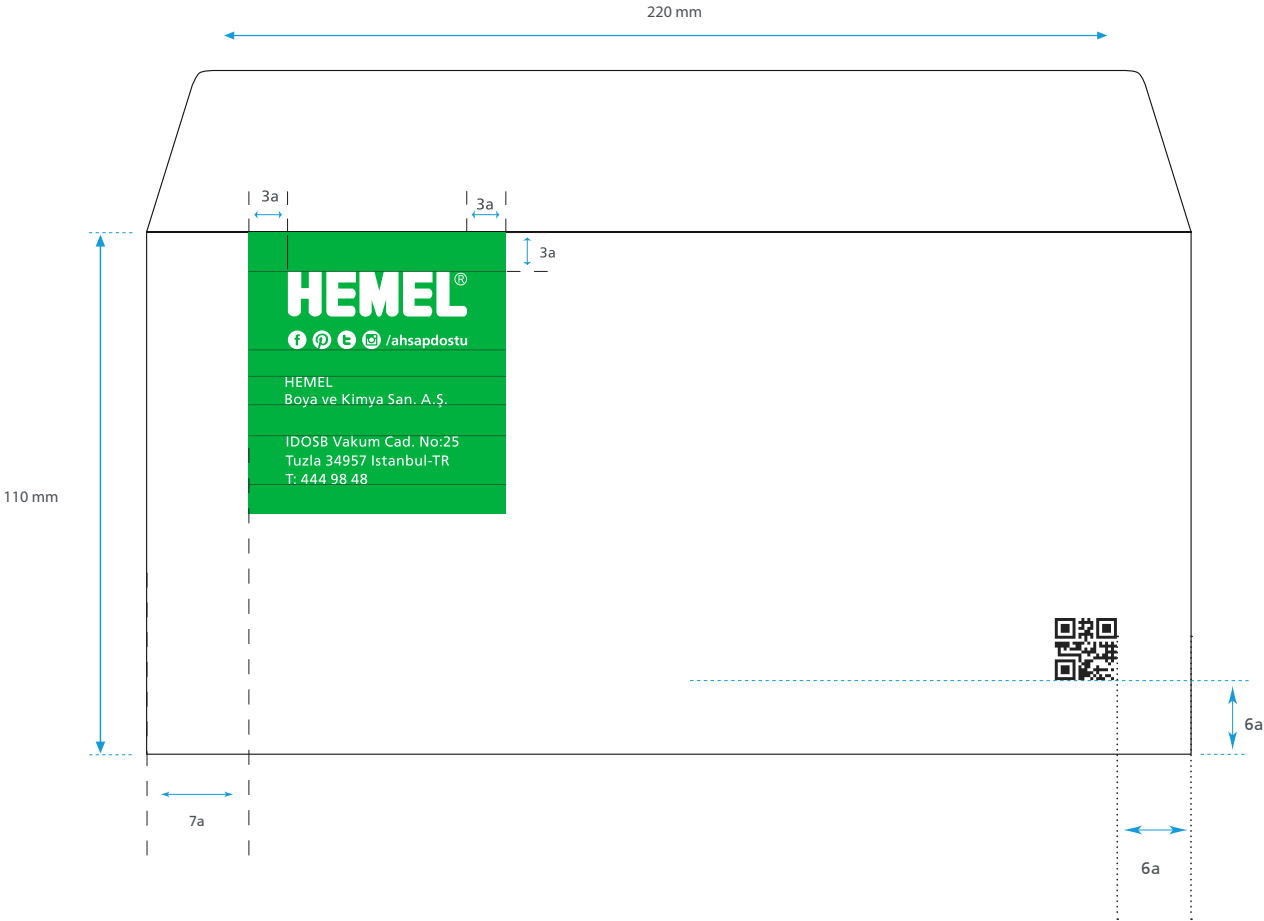 220 mm
3a
3a
3a
HEMEL®
/ahsapdostu
HEMEL
Boya ve Kimya San. A.Ş.
IDOSB Vakum Cad. No:25
Tuzla 34957 Istanbul-TR
T: 444 98 48
110 mm
6a
7a
6a